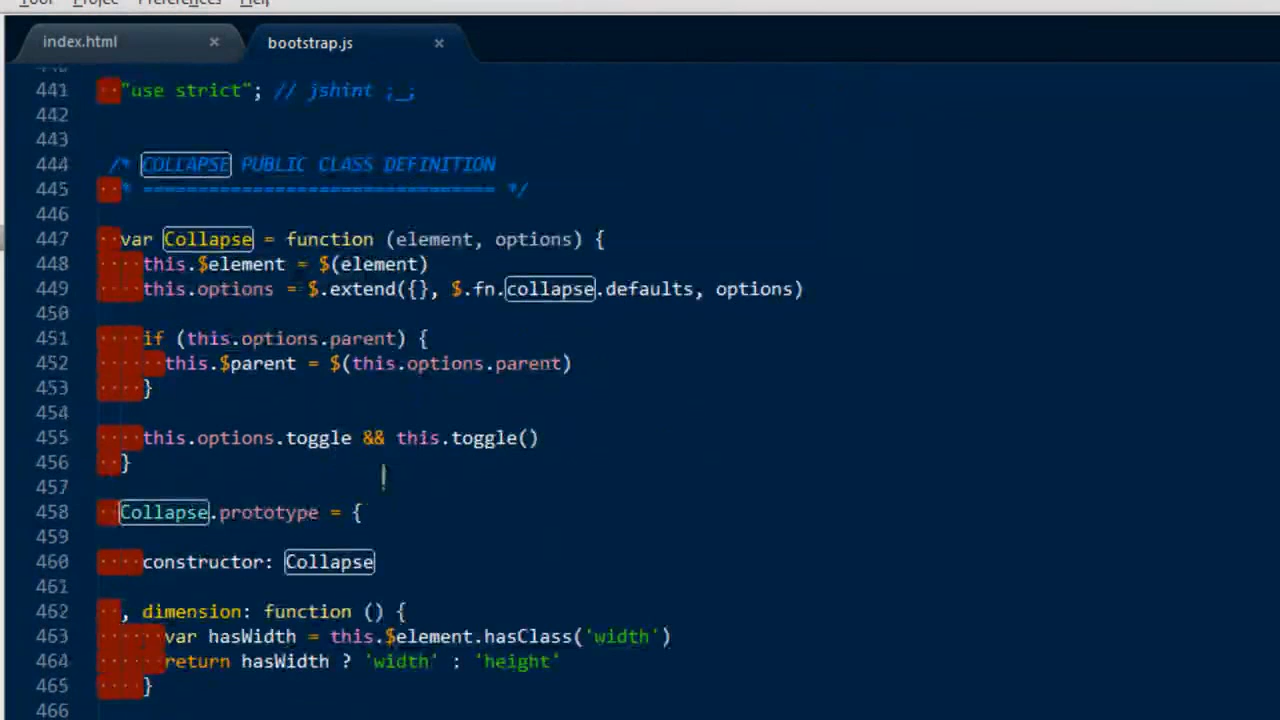 Tool Projec Preferences Help
index.html × bootstrap.js ×
441 "use strict"; // jshint ;_;
442
443
444 /* COLLAPSE PUBLIC CLASS DEFINITION
445 * ================================ */
446
447 var Collapse = function (element, options) {
448 this.$element = $(element)
449 this.options = $.extend({}, $.fn.collapse.defaults, options)
450
451 if (this.options.parent) {
452 this.$parent = $(this.options.parent)
453 }
454
455 this.options.toggle && this.toggle()
456 }
457
458 Collapse.prototype = {
459
460 constructor: Collapse
461
462 , dimension: function () {
463 var hasWidth = this.$element.hasClass('width')
464 return hasWidth ? 'width' : 'height'
465 }
466